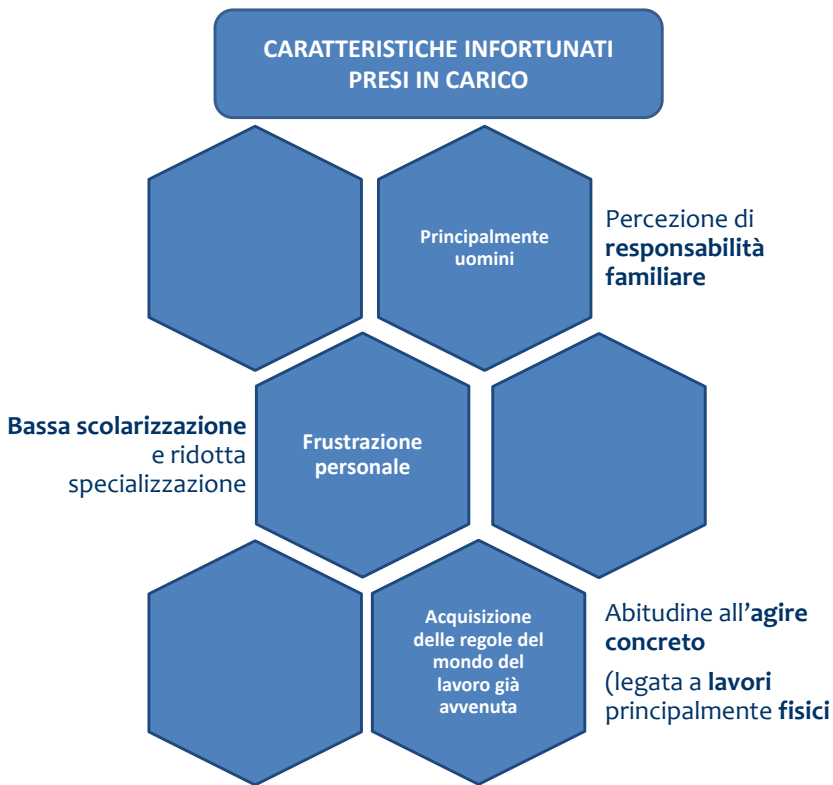 CARATTERISTICHE INFORTUNATI
PRESI IN CARICO
Principalmente
uomini
Percezione di
responsabilità
familiare
Bassa scolarizzazione
e ridotta
specializzazione
Frustrazione
personale
Acquisizione
delle regole del
mondo del
lavoro già
avvenuta
Abitudine all'agire
concreto
(legata a lavori
principalmente fisici